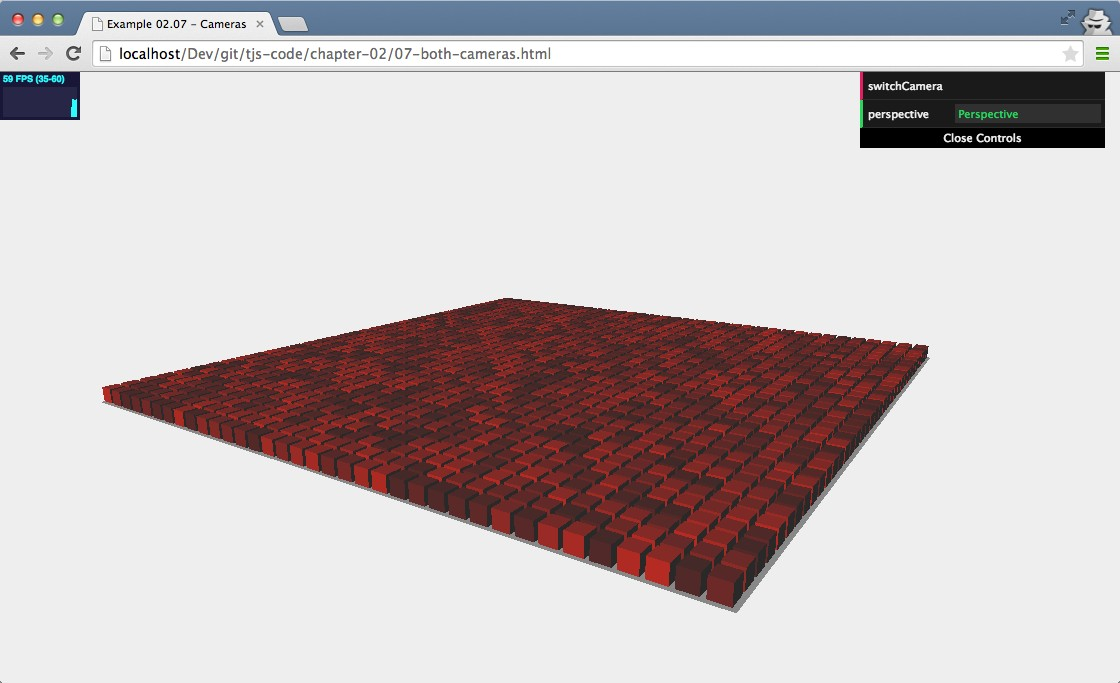 Example 02.07 - Cameras
localhost/Dev/git/tjs-code/chapter-02/07-both-cameras.html
59 FPS (35-60)
switchCamera
perspective Perspective
Close Controls